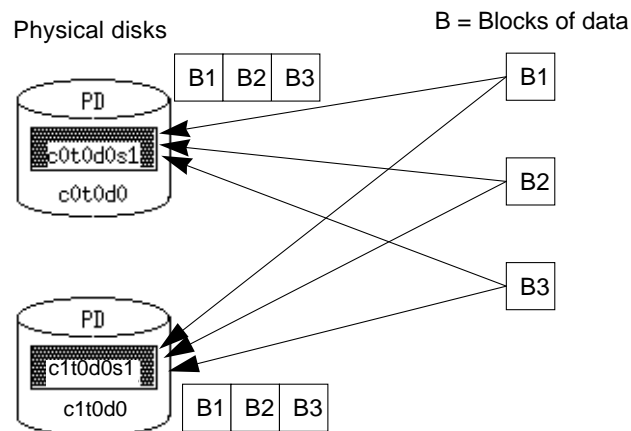 Physical disks
B = Blocks of data
B1 B2 B3
B1
PD
c0t0d0s1
c0t0d0
B2
B3
PD
c1t0d0s1
c1t0d0
B1 B2 B3